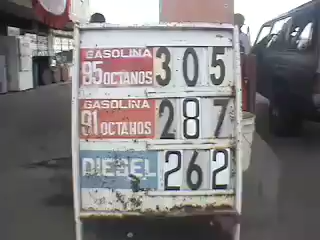 GASOLINA
95 OCTANOS 305
GASOLINA
91 OCTANOS 287
DIESEL 262